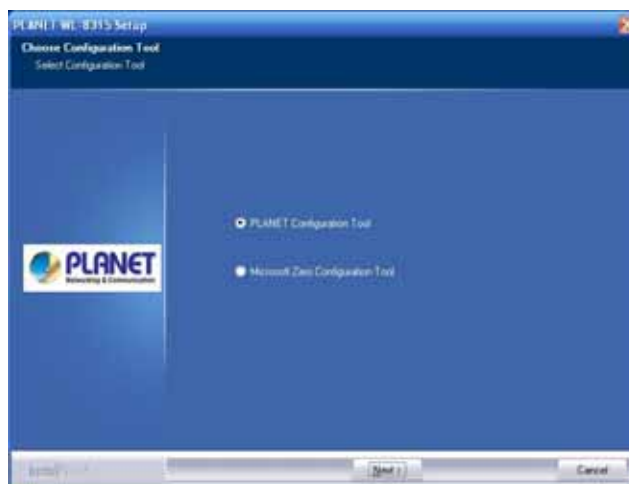 PLANET WL-8315 Setup
Choose Configuration Tool
Select Configuration Tool
PLANET Configuration Tool
Microsoft Zero Configuration Tool
PLANET
Networking & Communication
Next >
Cancel